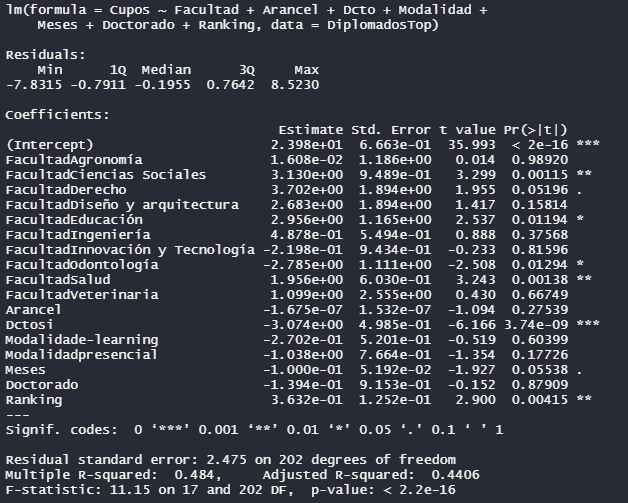 lm(formula = Cupos ~ Facultad + Arancel + Dcto + Modalidad +
    Meses + Doctorado + Ranking, data = DiplomadosTop)

Residuals:
    Min      1Q  Median      3Q     Max
-7.8315 -0.7911 -0.1955  0.7642  8.5230

Coefficients:
                                  Estimate Std. Error t value Pr(>|t|)
(Intercept)                      2.398e+01  6.663e-01  35.993  < 2e-16 ***
FacultadAgronomía                1.608e-02  1.186e+00   0.014  0.98920
FacultadCiencias Sociales        3.130e+00  9.489e-01   3.299  0.00115 **
FacultadDerecho                  3.702e+00  1.894e+00   1.955  0.05196 .
FacultadDiseño y arquitectura    2.683e+00  1.894e+00   1.417  0.15814
FacultadEducación                2.956e+00  1.165e+00   2.537  0.01194 *
FacultadIngeniería               4.878e-01  5.494e-01   0.888  0.37568
FacultadInnovación y Tecnología -2.198e-01  9.434e-01  -0.233  0.81596
FacultadOdontología             -2.785e+00  1.111e+00  -2.508  0.01294 *
FacultadSalud                    1.956e+00  6.030e-01   3.243  0.00138 **
FacultadVeterinaria              1.099e+00  2.555e+00   0.430  0.66749
Arancel                         -1.675e-07  1.532e-07  -1.094  0.27539
Dctosi                          -3.074e+00  4.985e-01  -6.166 3.74e-09 ***
Modalidade-learning             -2.702e-01  5.201e-01  -0.519  0.60399
Modalidadpresencial             -1.038e+00  7.664e-01  -1.354  0.17726
Meses                           -1.000e-01  5.192e-02  -1.927  0.05538 .
Doctorado                       -1.394e-01  9.153e-01  -0.152  0.87909
Ranking                          3.632e-01  1.252e-01   2.900  0.00415 **
---
Signif. codes:  0 ‘***’ 0.001 ‘**’ 0.01 ‘*’ 0.05 ‘.’ 0.1 ‘ ’ 1

Residual standard error: 2.475 on 202 degrees of freedom
Multiple R-squared:  0.484,	Adjusted R-squared:  0.4406
F-statistic: 11.15 on 17 and 202 DF,  p-value: < 2.2e-16